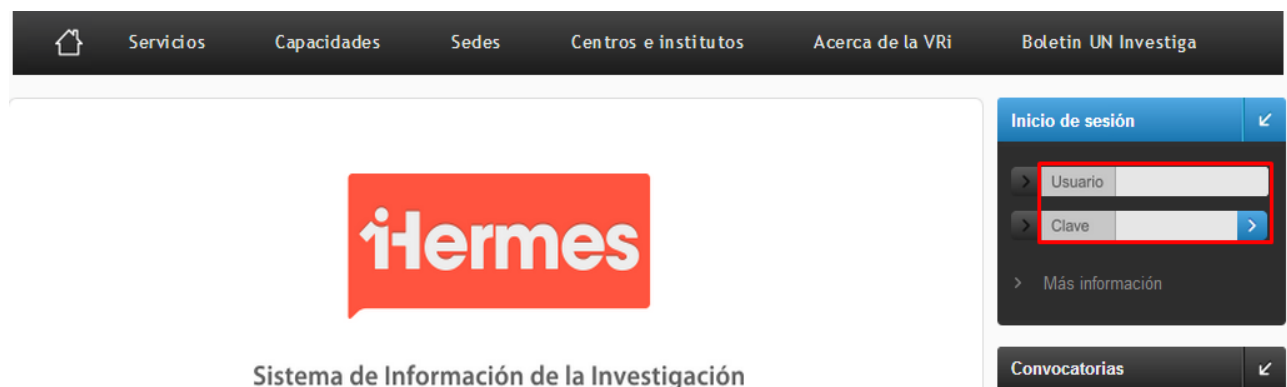 Servicios Capacidades Sedes Centros e institutos Acerca de la VRi Boletin UN Investiga
Inicio de sesión
Usuario
Clave
Más información
Hermes
Sistema de Información de la Investigación
Convocatorias